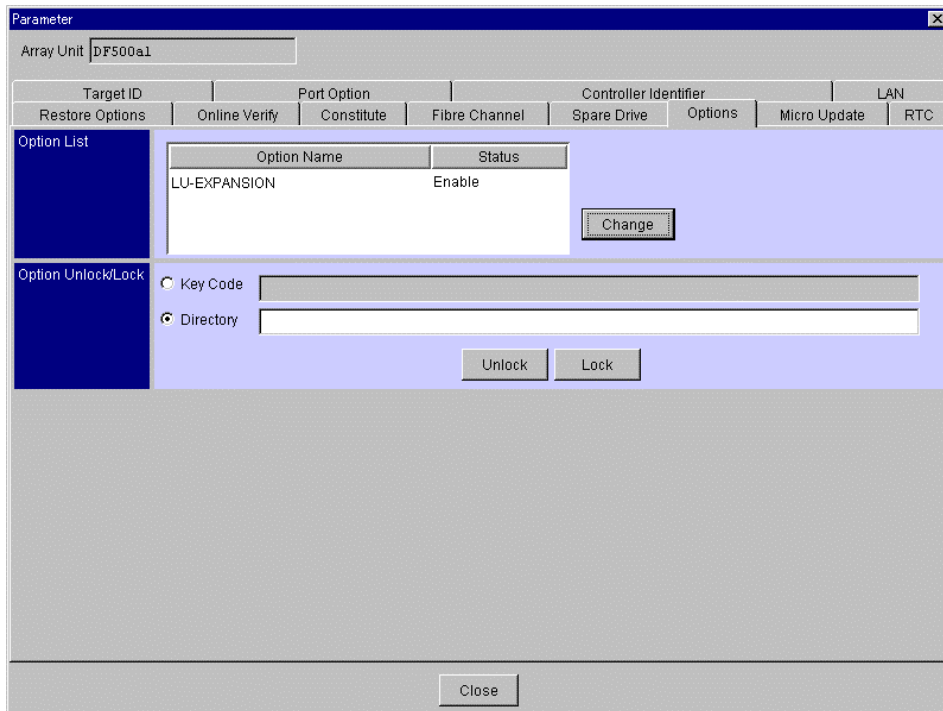 Parameter
Array Unit DF500a1
Target ID Port Option Controller Identifier LAN
Restore Options Online Verify Constitute Fibre Channel Spare Drive Options Micro Update RTC
Option List
Option Name Status
LU-EXPANSION Enable
Change
Option Unlock/Lock
Key Code
Directory
Unlock Lock
Close